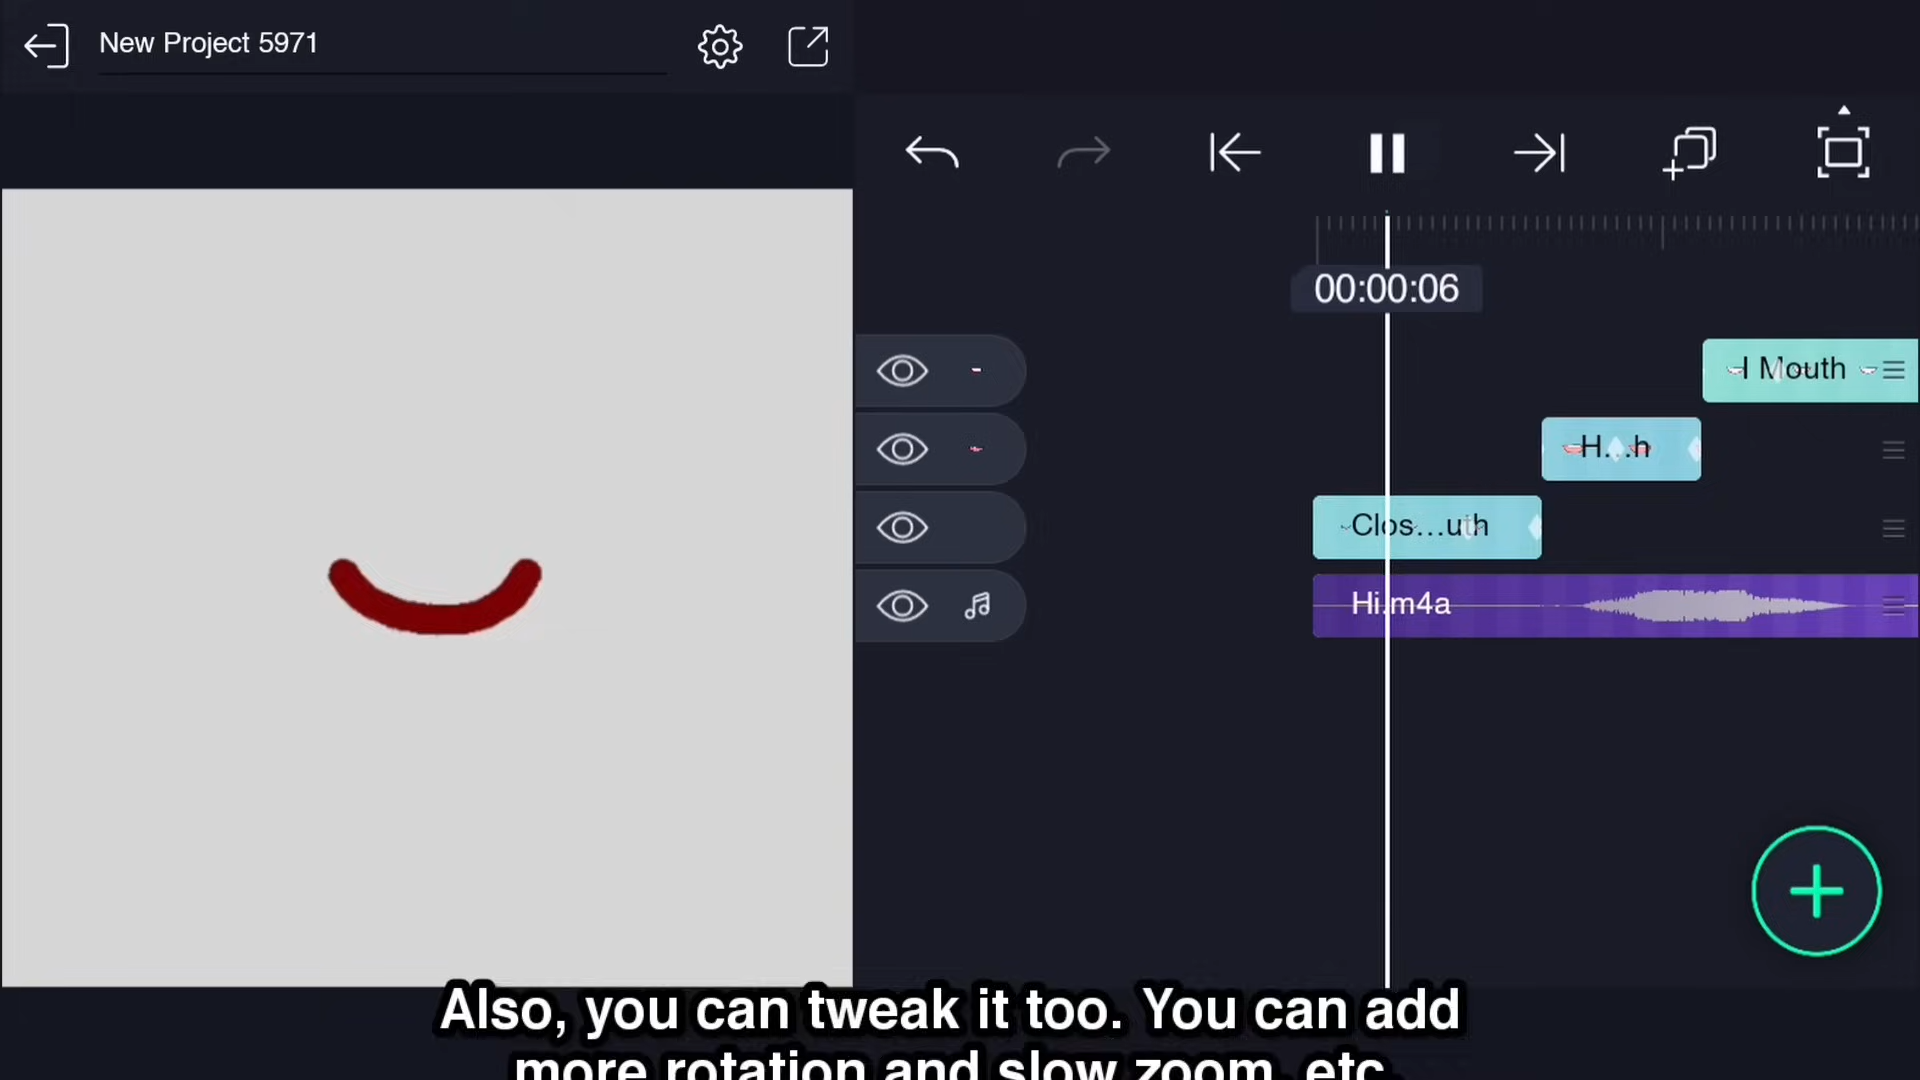 New Project 5971
00:00:06
I Mouth
H...h
Clos...uth
Hi.m4a
Also, you can tweak it too. You can add
more rotation and slow zoom, etc.